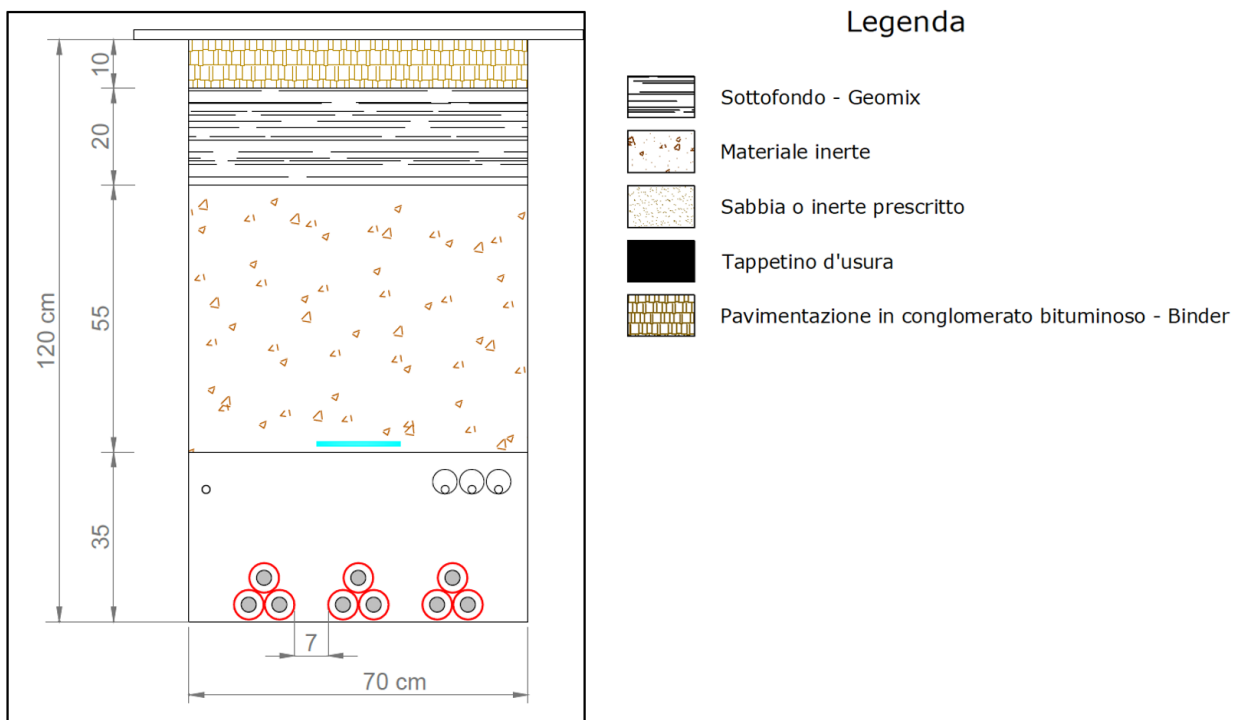 10
20
120 cm
55
35
7
70 cm
Legenda
Sottofondo - Geomix
Materiale inerte
Sabbia o inerte prescritto
Tappetino d'usura
Pavimentazione in conglomerato bituminoso - Binder